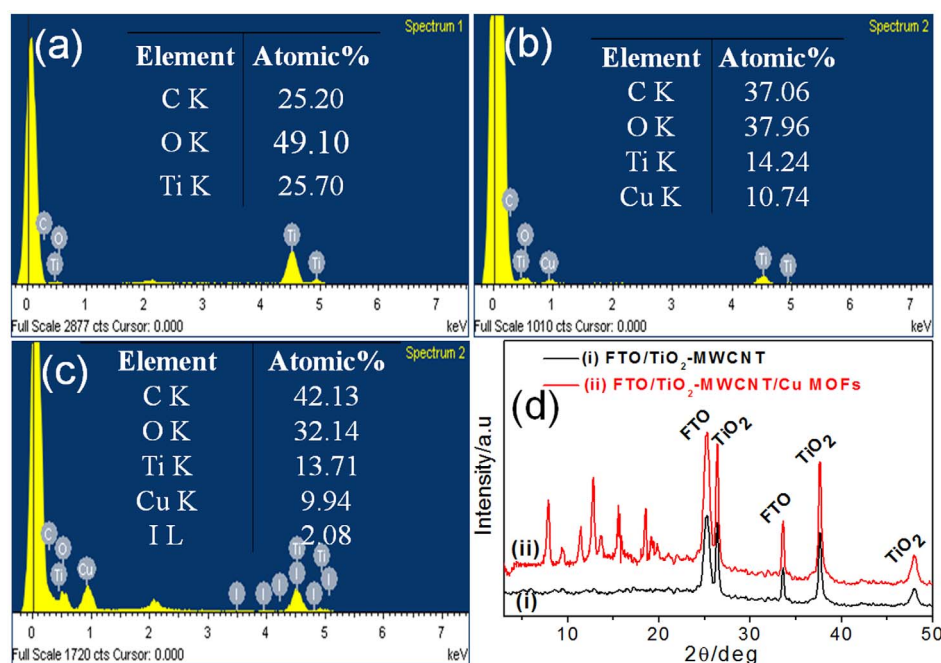 (a)
Spectrum 1
Element Atomic%
C K 25.20
O K 49.10
Ti K 25.70
C
O
Ti
Ti
Ti
0 1 2 3 4 5 6 7
Full Scale 2877 cts Cursor: 0.000 keV
(b)
Spectrum 2
Element Atomic%
C K 37.06
O K 37.96
Ti K 14.24
Cu K 10.74
C
O
Ti
Cu
Ti
Ti
0 1 2 3 4 5 6 7
Full Scale 1010 cts Cursor: 0.000 keV
(c)
Spectrum 2
Element Atomic%
C K 42.13
O K 32.14
Ti K 13.71
Cu K 9.94
I L 2.08
C
O
Ti
Cu
I
I
I
Ti
I
Ti
I
I
0 1 2 3 4 5 6 7
Full Scale 1720 cts Cursor: 0.000 keV
(d)
(i) FTO/TiO₂-MWCNT
(ii) FTO/TiO₂-MWCNT/Cu MOFs
FTO
TiO₂
FTO
TiO₂
TiO₂
(ii)
(i)
Intensity/a.u
10 20 30 40 50
2θ/deg